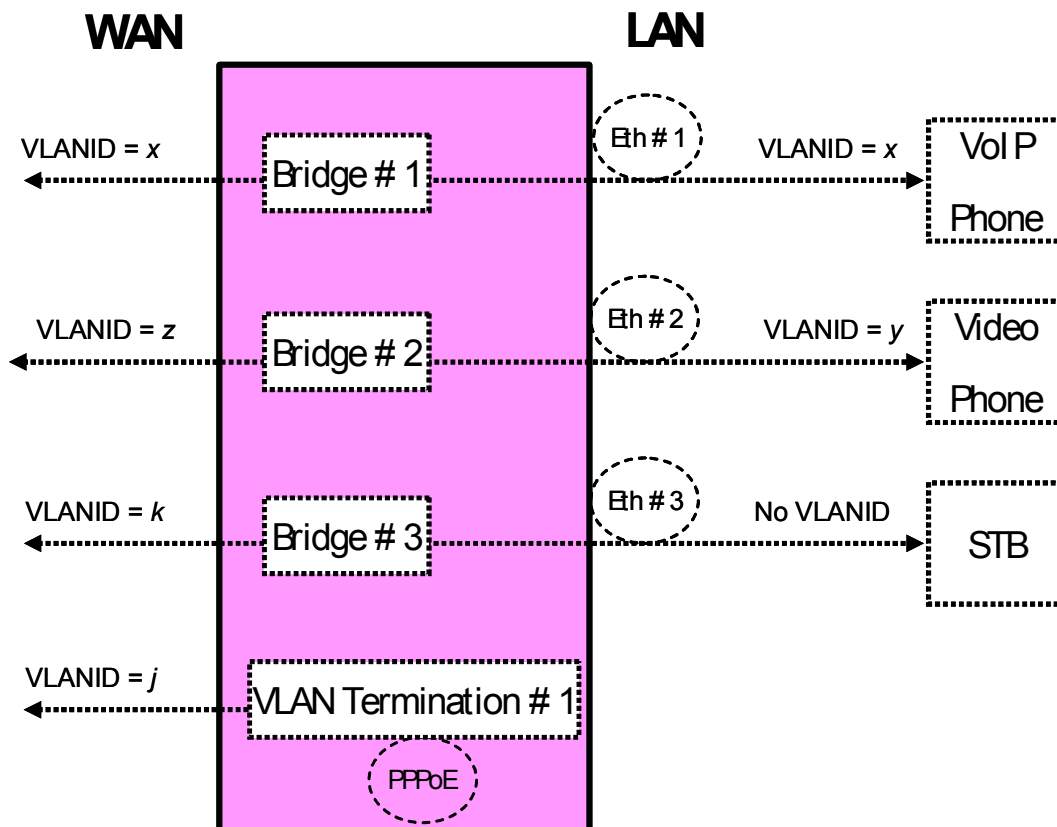 WAN LAN
Eth # 1
VLANID = x VLANID = x
Bridge # 1
VoIP
Phone
Eth # 2
VLANID = z VLANID = y
Bridge # 2
Video
Phone
Eth # 3
VLANID = k No VLANID
Bridge # 3
STB
VLANID = j
VLAN Termination # 1
PPPoE